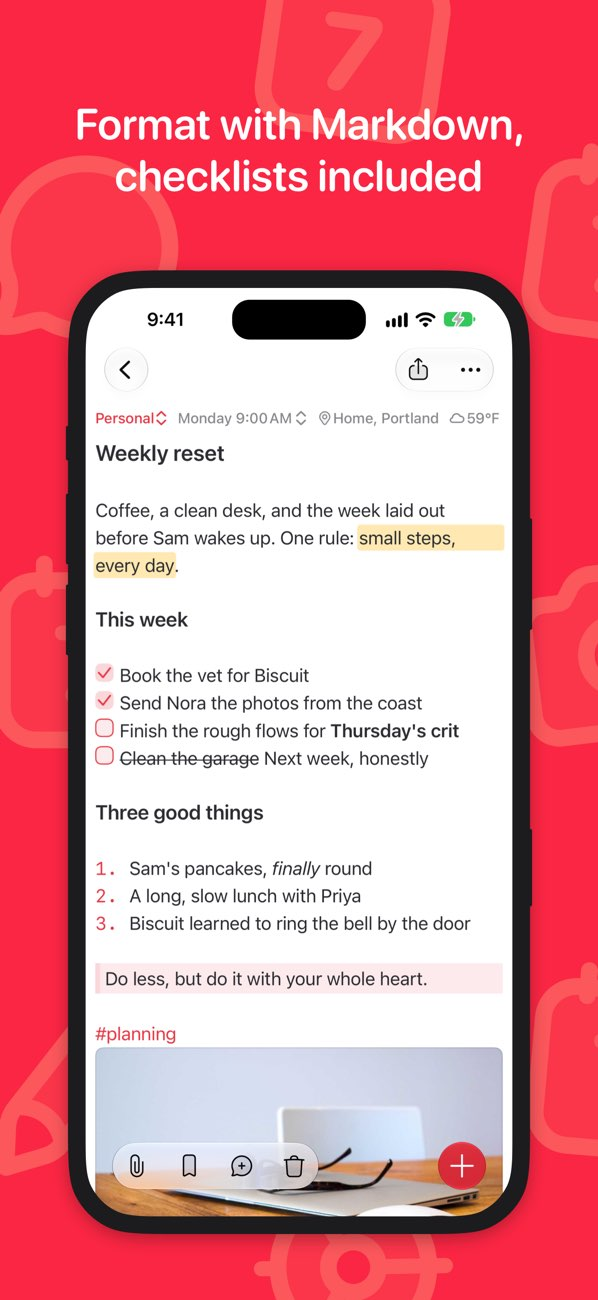 7
Format with Markdown,
checklists included
9:41
Personal Monday 9:00 AM Home, Portland 59°F
Weekly reset
Coffee, a clean desk, and the week laid out
before Sam wakes up. One rule: small steps,
every day.
This week
Book the vet for Biscuit
Send Nora the photos from the coast
Finish the rough flows for Thursday's crit
Clean the garage Next week, honestly
Three good things
1. Sam's pancakes, finally round
2. A long, slow lunch with Priya
3. Biscuit learned to ring the bell by the door
Do less, but do it with your whole heart.
#planning